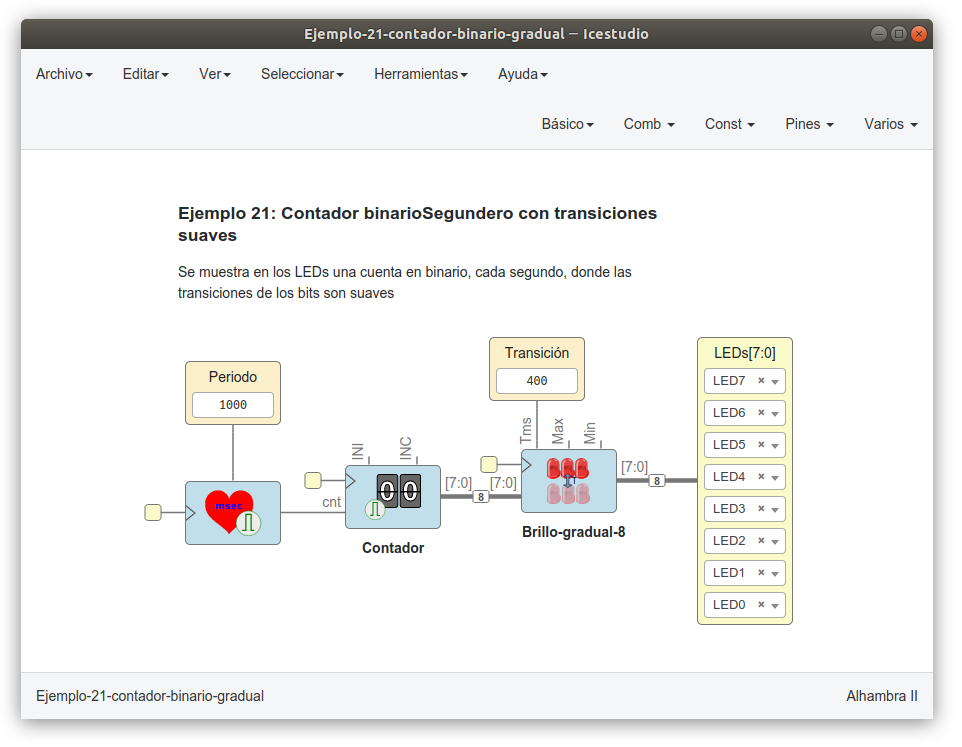 Ejemplo-21-contador-binario-gradual – Icestudio
Archivo Editar Ver Seleccionar Herramientas Ayuda
Básico Comb Const Pines Varios
Ejemplo 21: Contador binarioSegundero con transiciones
suaves
Se muestra en los LEDs una cuenta en binario, cada segundo, donde las
transiciones de los bits son suaves
Periodo
1000
msec
INI
INC
cnt
00
Contador
[7:0]
8
[7:0]
Transición
400
Tms
Max
Min
Brillo-gradual-8
[7:0]
8
LEDs[7:0]
LED7
LED6
LED5
LED4
LED3
LED2
LED1
LED0
Ejemplo-21-contador-binario-gradual
Alhambra II